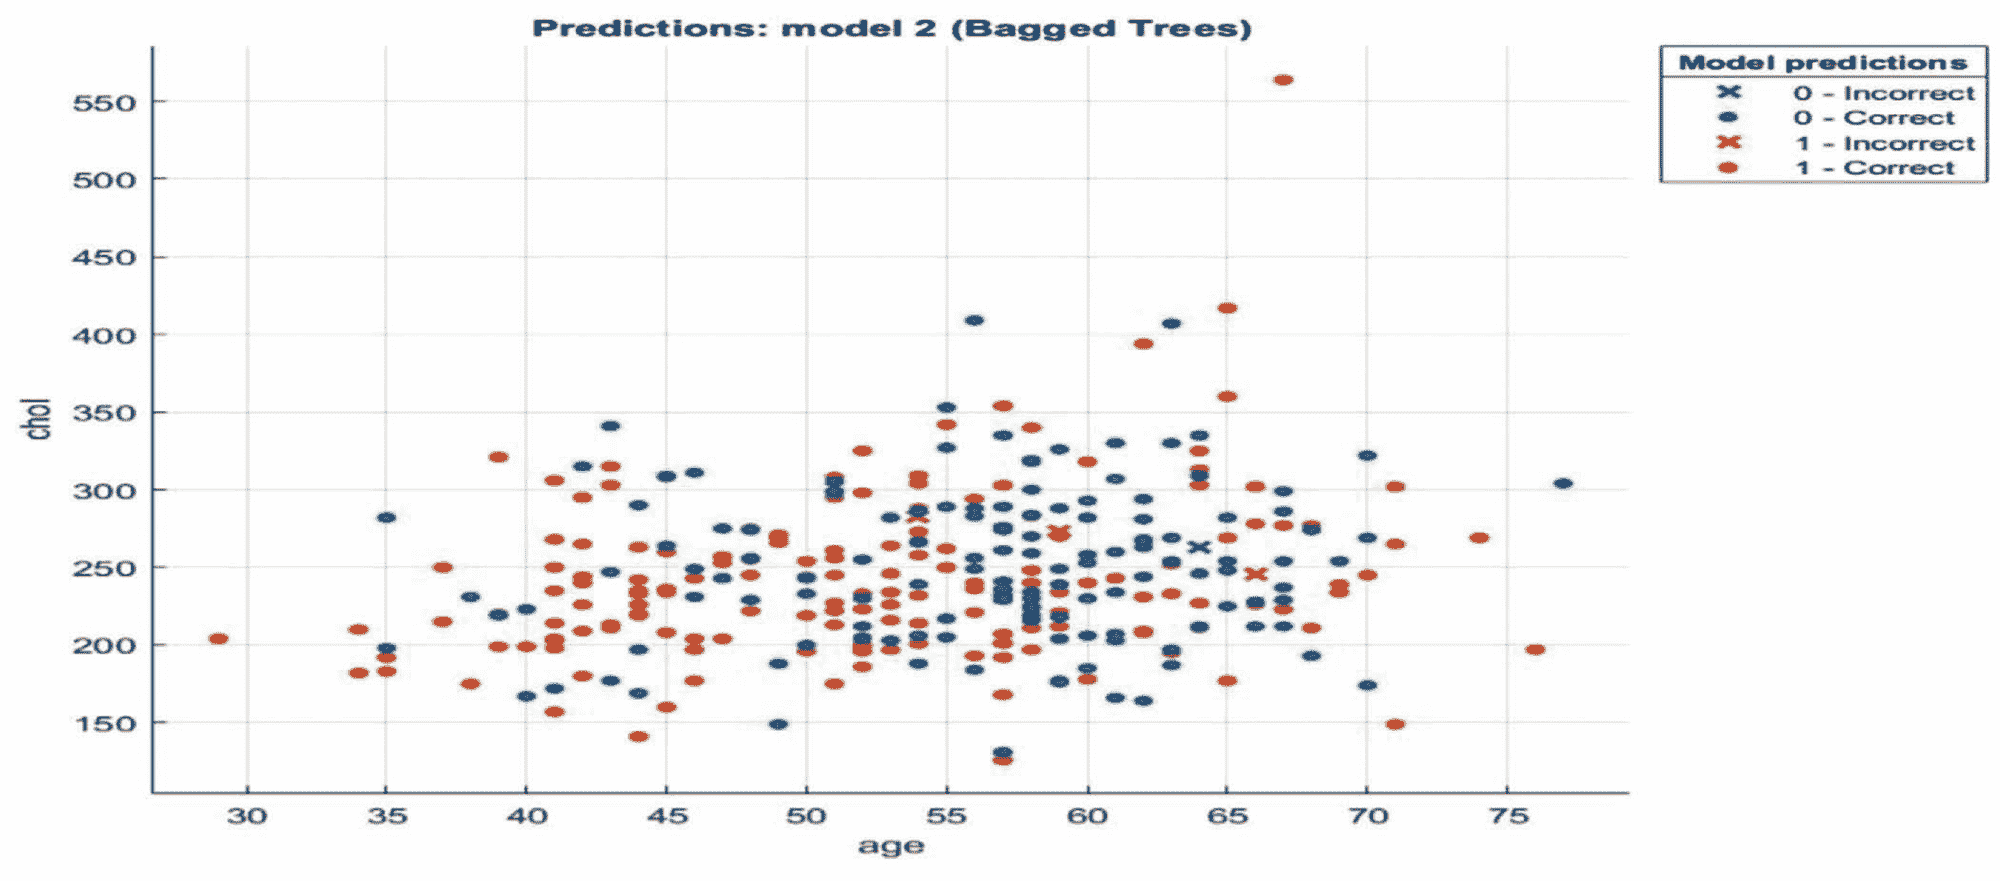 Predictions: model 2 (Bagged Trees)
Model predictions
0 - Incorrect
0 - Correct
1 - Incorrect
1 - Correct
550
500
450
400
350
300
250
200
150
chol
30 35 40 45 50 55 60 65 70 75
age